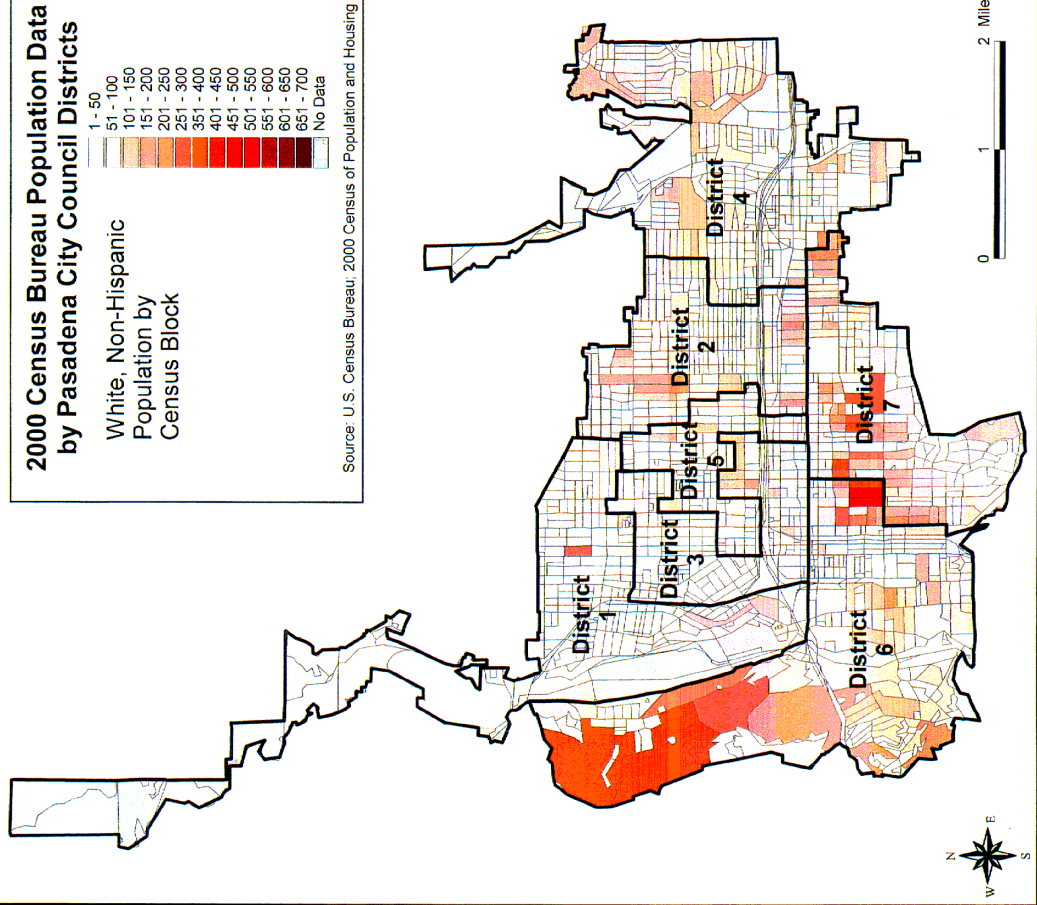 2000 Census Bureau Population Data
by Pasadena City Council Districts
White, Non-Hispanic
Population by
Census Block
1 - 50
51 - 100
101 - 150
151 - 200
201 - 250
251 - 300
351 - 400
401 - 450
451 - 500
501 - 550
551 - 600
601 - 650
651 - 700
No Data
Source: U.S. Census Bureau; 2000 Census of Population and Housing
District
1
District
2
District
3
District
4
District
5
District
6
District
7
0 1 2 Mile
N
W E
S